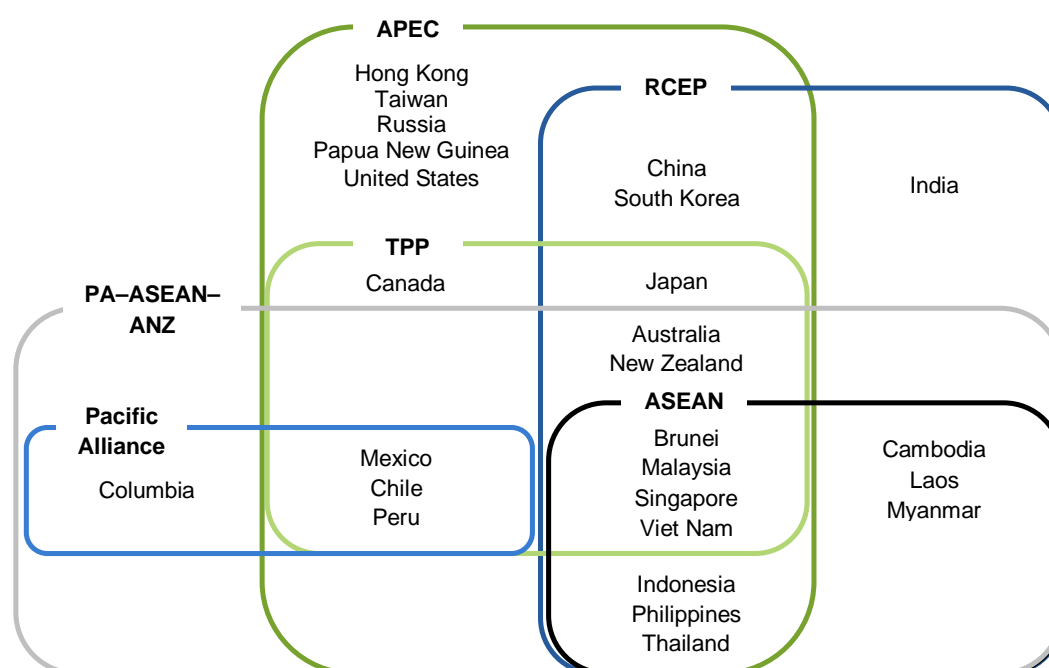 APEC
Hong Kong
Taiwan
Russia
Papua New Guinea
United States
RCEP
China
South Korea
India
TPP
Canada
Japan
PA–ASEAN–
ANZ
Australia
New Zealand
ASEAN
Pacific
Alliance
Columbia
Mexico
Chile
Peru
Brunei
Malaysia
Singapore
Viet Nam
Cambodia
Laos
Myanmar
Indonesia
Philippines
Thailand